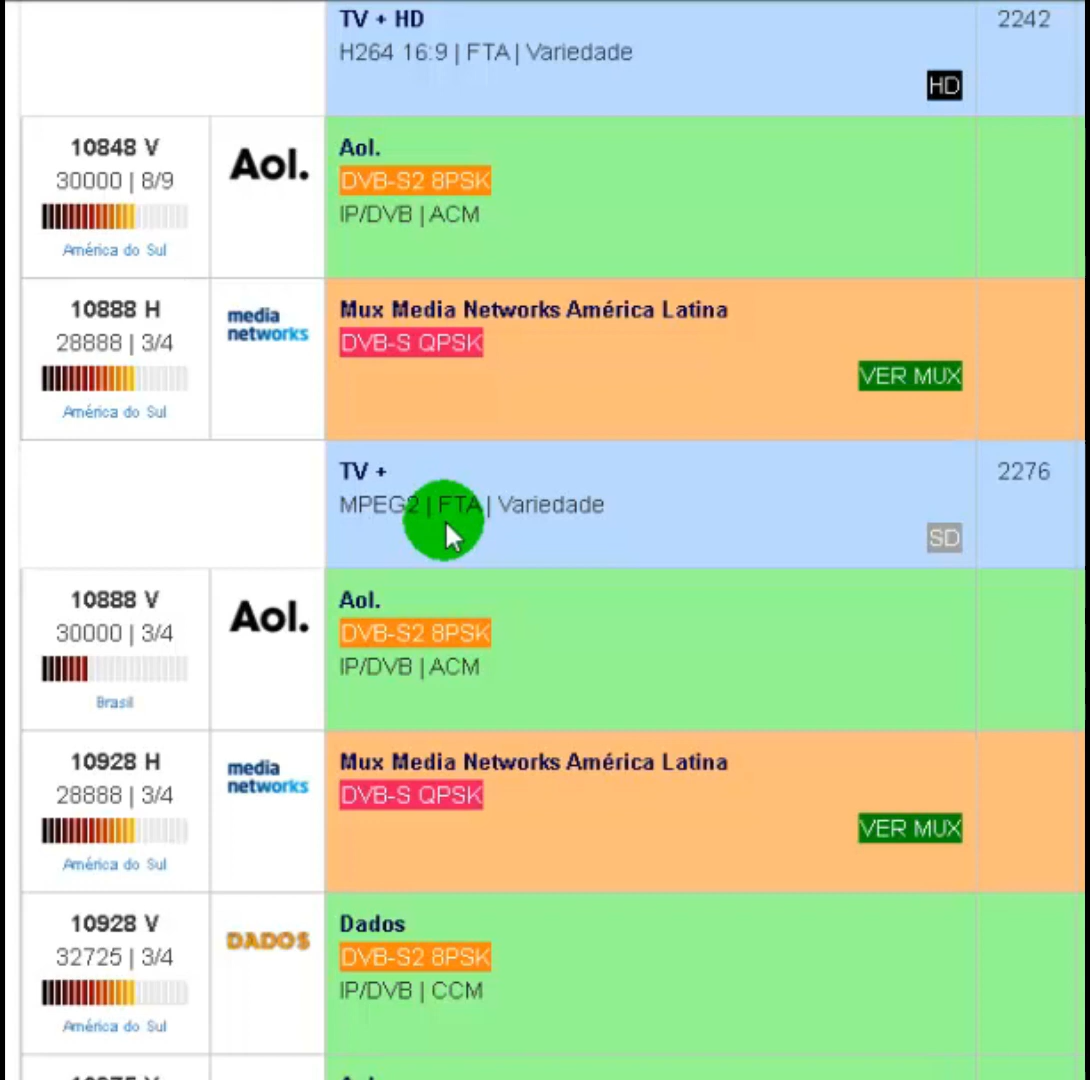 TV + HD
2242
H264 16:9 | FTA | Variedade
HD
10848 V
30000 | 8/9
América do Sul
Aol.
Aol.
DVB-S2 8PSK
IP/DVB | ACM
10888 H
28888 | 3/4
América do Sul
media
networks
Mux Media Networks América Latina
DVB-S QPSK
VER MUX
TV +
2276
MPEG2 | FTA | Variedade
SD
10888 V
30000 | 3/4
Brasil
Aol.
Aol.
DVB-S2 8PSK
IP/DVB | ACM
10928 H
28888 | 3/4
América do Sul
media
networks
Mux Media Networks América Latina
DVB-S QPSK
VER MUX
10928 V
32725 | 3/4
América do Sul
DADOS
Dados
DVB-S2 8PSK
IP/DVB | CCM